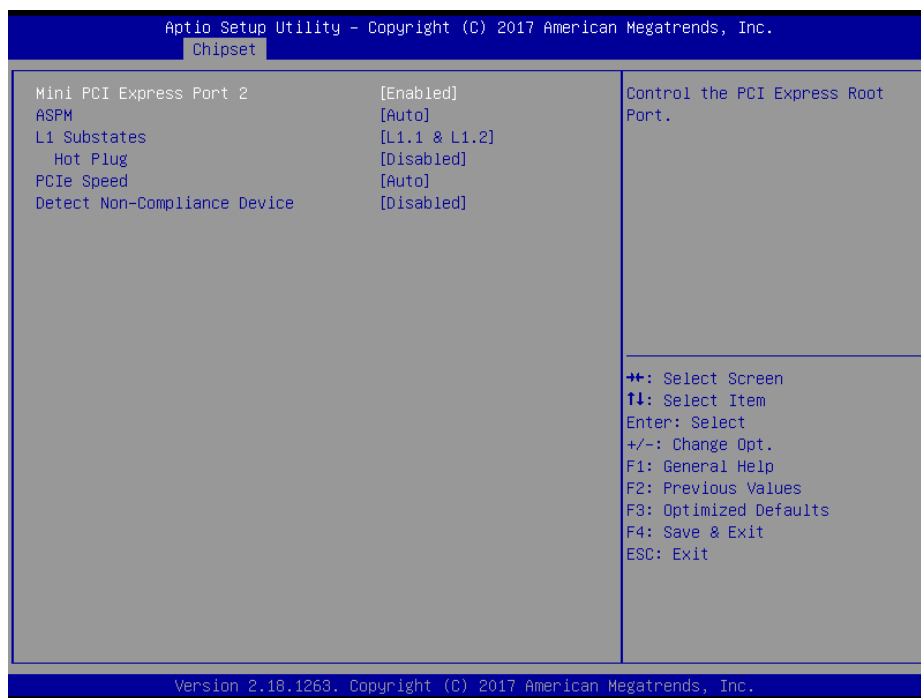 Aptio Setup Utility – Copyright (C) 2017 American Megatrends, Inc.
Chipset
Mini PCI Express Port 2 [Enabled]
ASPM [Auto]
L1 Substates [L1.1 & L1.2]
Hot Plug [Disabled]
PCIe Speed [Auto]
Detect Non-Compliance Device [Disabled]
Control the PCI Express Root
Port.
→←: Select Screen
↑↓: Select Item
Enter: Select
+/-: Change Opt.
F1: General Help
F2: Previous Values
F3: Optimized Defaults
F4: Save & Exit
ESC: Exit
Version 2.18.1263. Copyright (C) 2017 American Megatrends, Inc.